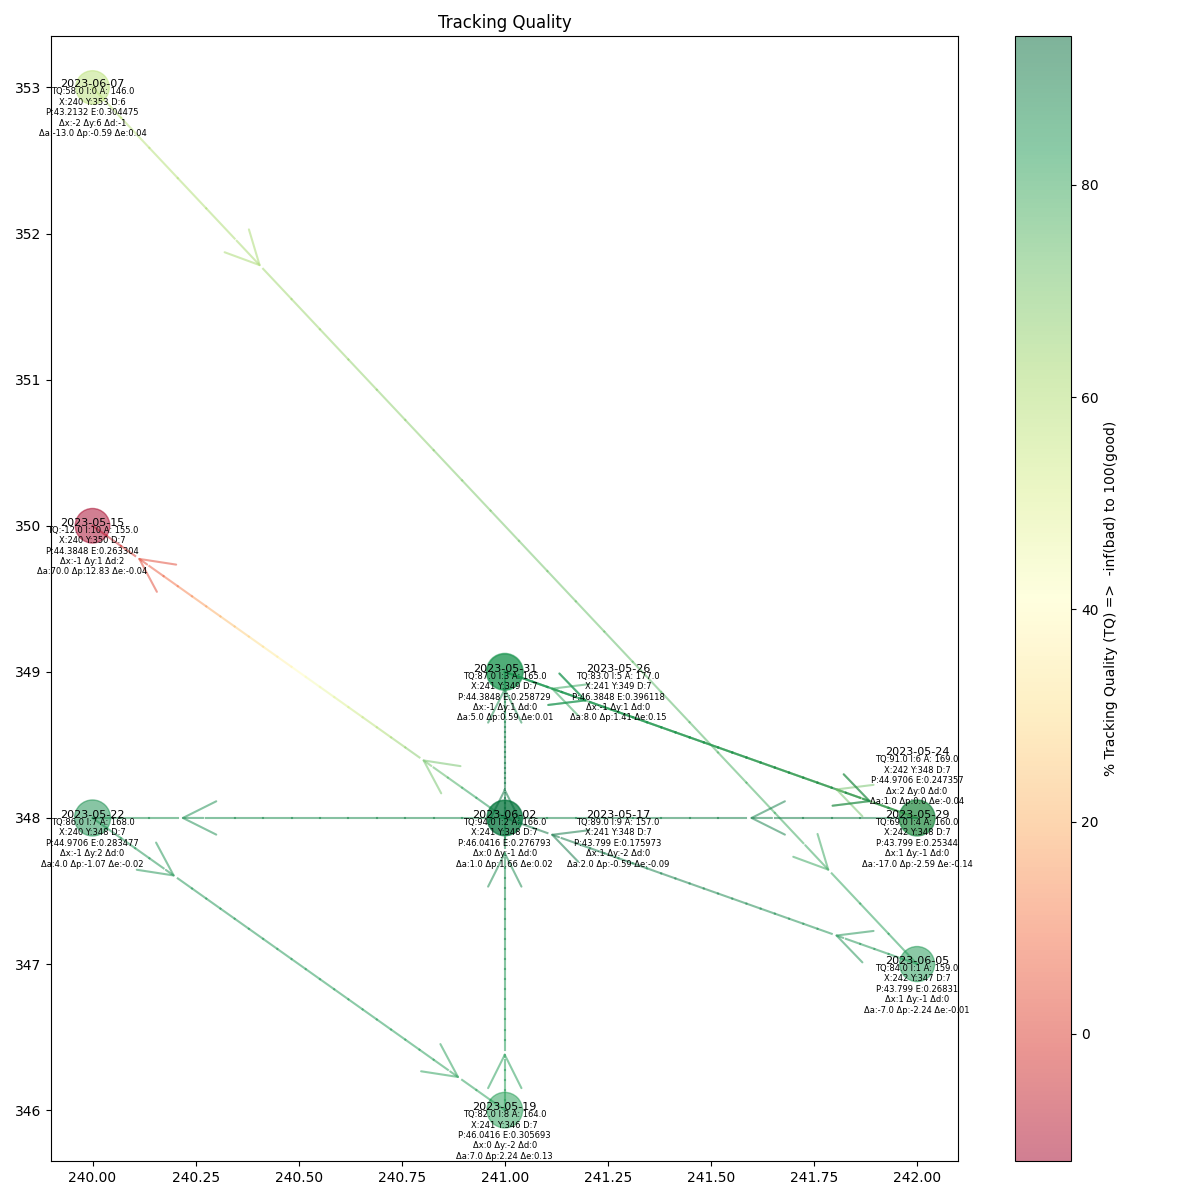 Tracking Quality
353
352
351
350
349
348
347
346
240.00
240.25
240.50
240.75
241.00
241.25
241.50
241.75
242.00
2023-06-07
TQ:58.0 I:0 A: 146.0
X:240 Y:353 D:6
P:43.2132 E:0.304475
Δx:-2 Δy:6 Δd:-1
Δa:-13.0 Δp:-0.59 Δe:0.04
2023-05-15
TQ:-12.0 I:10 A: 155.0
X:240 Y:350 D:7
P:44.3848 E:0.263304
Δx:-1 Δy:1 Δd:2
Δa:70.0 Δp:12.83 Δe:-0.04
2023-05-31
TQ:87.0 I:3 A: 165.0
X:241 Y:349 D:7
P:44.3848 E:0.258729
Δx:-1 Δy:1 Δd:0
Δa:5.0 Δp:0.59 Δe:0.01
2023-05-26
TQ:83.0 I:5 A: 177.0
X:241 Y:349 D:7
P:46.3848 E:0.396118
Δx:-1 Δy:1 Δd:0
Δa:8.0 Δp:1.41 Δe:0.15
2023-05-24
TQ:91.0 I:6 A: 169.0
X:242 Y:348 D:7
P:44.9706 E:0.247357
Δx:2 Δy:0 Δd:0
Δa:1.0 Δp:0.0 Δe:-0.04
2023-05-22
TQ:86.0 I:7 A: 168.0
X:240 Y:348 D:7
P:44.9706 E:0.283477
Δx:-1 Δy:2 Δd:0
Δa:4.0 Δp:-1.07 Δe:-0.02
2023-06-02
TQ:94.0 I:2 A: 166.0
X:241 Y:348 D:7
P:46.0416 E:0.276793
Δx:0 Δy:-1 Δd:0
Δa:1.0 Δp:1.66 Δe:0.02
2023-05-17
TQ:89.0 I:9 A: 157.0
X:241 Y:348 D:7
P:43.799 E:0.175973
Δx:1 Δy:-2 Δd:0
Δa:2.0 Δp:-0.59 Δe:-0.09
2023-05-29
TQ:69.0 I:4 A: 160.0
X:242 Y:348 D:7
P:43.799 E:0.25344
Δx:1 Δy:-1 Δd:0
Δa:-17.0 Δp:-2.59 Δe:-0.14
2023-06-05
TQ:84.0 I:1 A: 159.0
X:242 Y:347 D:7
P:43.799 E:0.26831
Δx:1 Δy:-1 Δd:0
Δa:-7.0 Δp:-2.24 Δe:-0.01
2023-05-19
TQ:82.0 I:8 A: 164.0
X:241 Y:346 D:7
P:46.0416 E:0.305693
Δx:0 Δy:-2 Δd:0
Δa:7.0 Δp:2.24 Δe:0.13
80
60
40
20
0
% Tracking Quality (TQ) => -inf(bad) to 100(good)